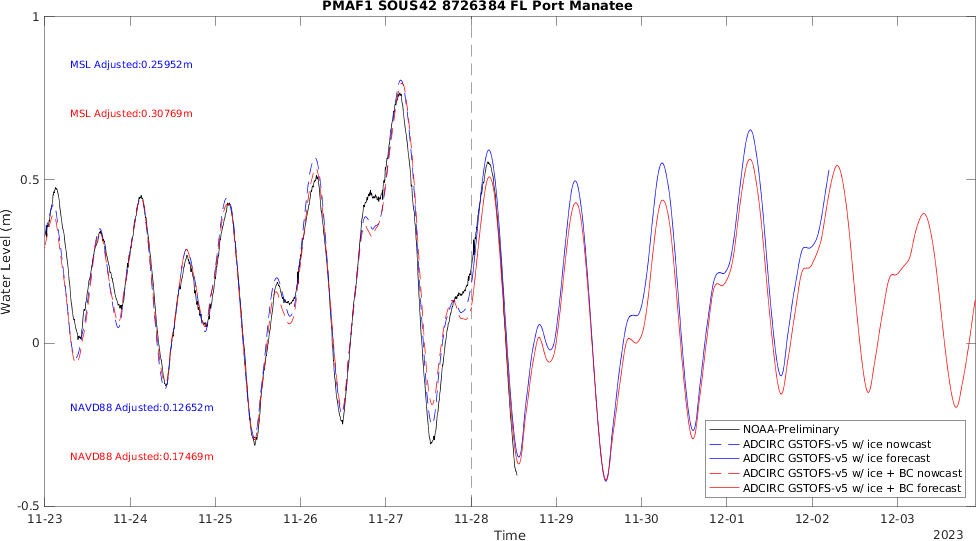 PMAF1 SOUS42 8726384 FL Port Manatee
1
MSL Adjusted:0.25952m
MSL Adjusted:0.30769m
0.5
Water Level (m)
0
NAVD88 Adjusted:0.12652m
NAVD88 Adjusted:0.17469m
NOAA-Preliminary
ADCIRC GSTOFS-v5 w/ ice nowcast
ADCIRC GSTOFS-v5 w/ ice forecast
ADCIRC GSTOFS-v5 w/ice + BC nowcast
ADCIRC GSTOFS-v5 w/ice + BC forecast
-0.5
11-23 11-24 11-25 11-26 11-27 11-28 11-29 11-30 12-01 12-02 12-03
Time
2023